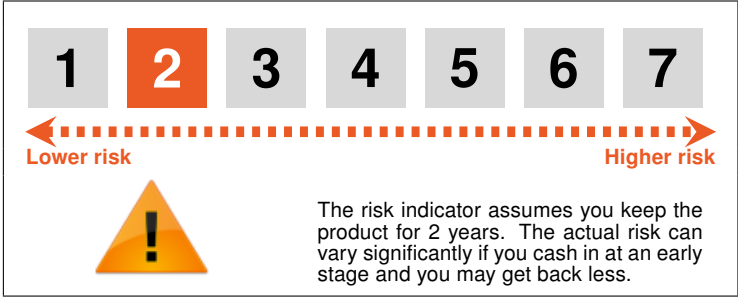 1 2 3 4 5 6 7
Lower risk Higher risk
!
The risk indicator assumes you keep the
product for 2 years. The actual risk can
vary significantly if you cash in at an early
stage and you may get back less.